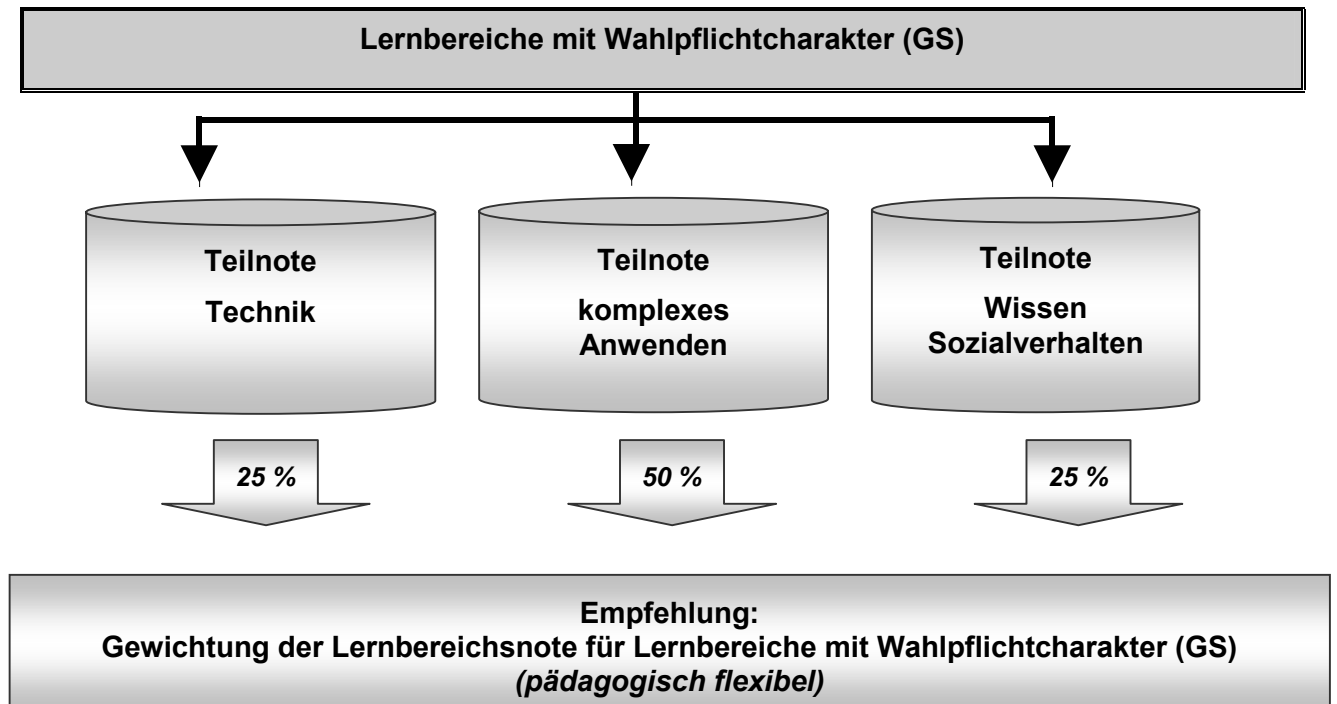 Lernbereiche mit Wahlpflichtcharakter (GS)
Teilnote
Technik
Teilnote
komplexes
Anwenden
Teilnote
Wissen
Sozialverhalten
25 %
50 %
25 %
Empfehlung:
Gewichtung der Lernbereichsnote für Lernbereiche mit Wahlpflichtcharakter (GS)
(pädagogisch flexibel)